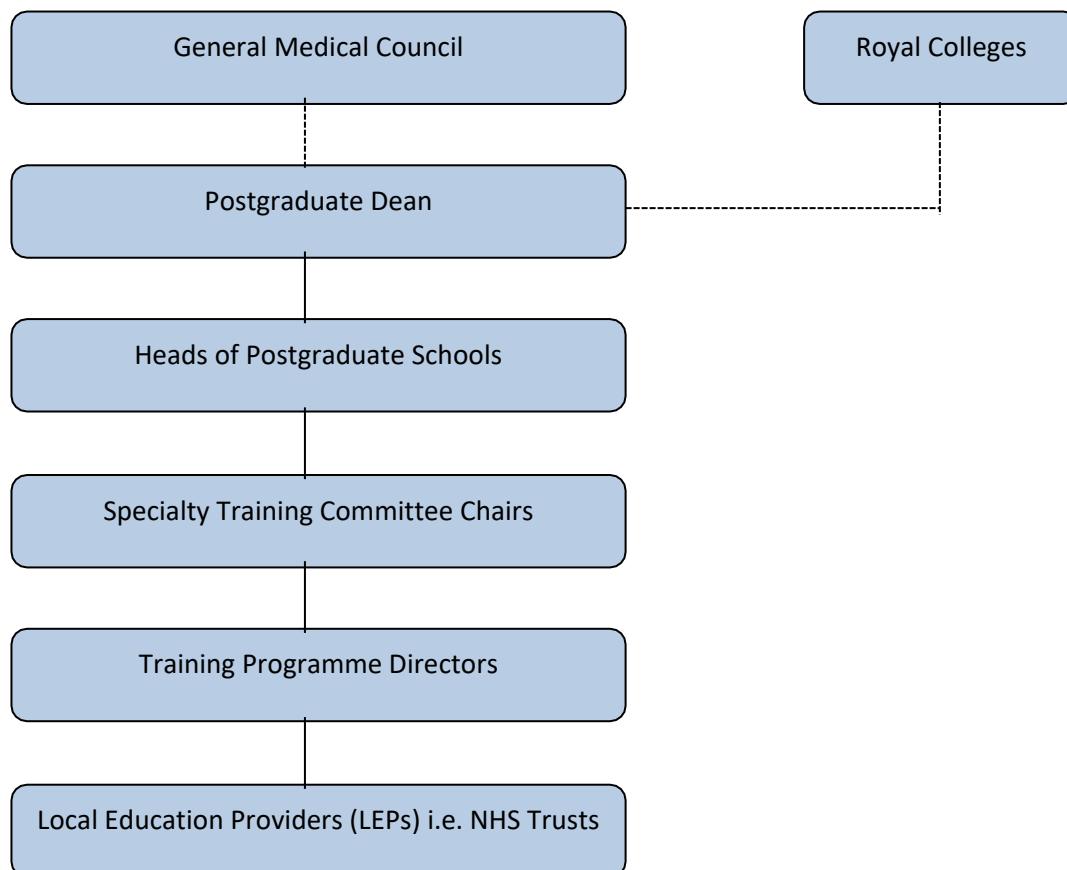 General Medical Council
Royal Colleges
Postgraduate Dean
Heads of Postgraduate Schools
Specialty Training Committee Chairs
Training Programme Directors
Local Education Providers (LEPs) i.e. NHS Trusts